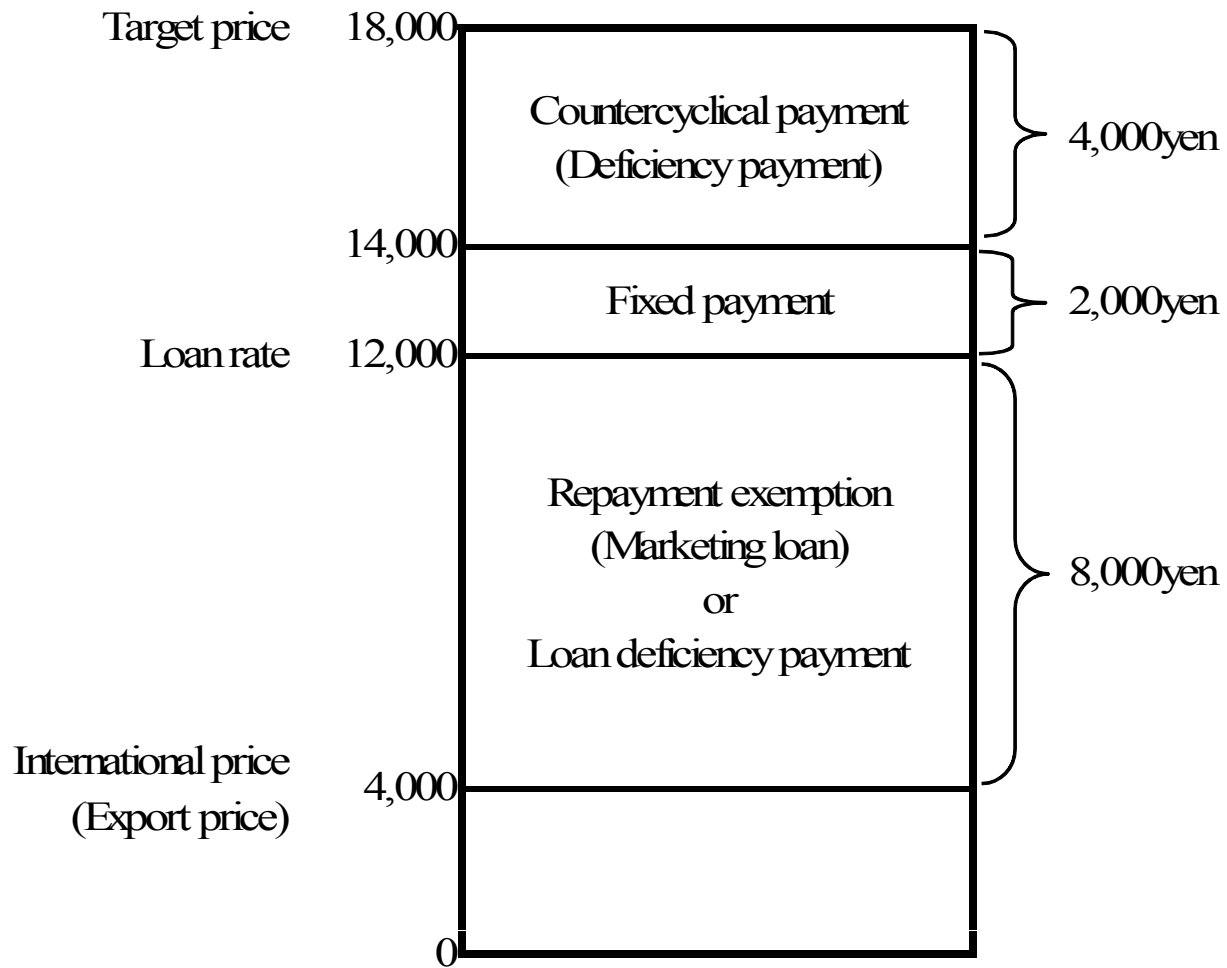 Target price 18,000
Countercyclical payment
(Deficiency payment)
4,000yen
14,000
Fixed payment
2,000yen
Loan rate 12,000
Repayment exemption
(Marketing loan)
or
Loan deficiency payment
8,000yen
International price
(Export price)
4,000
0